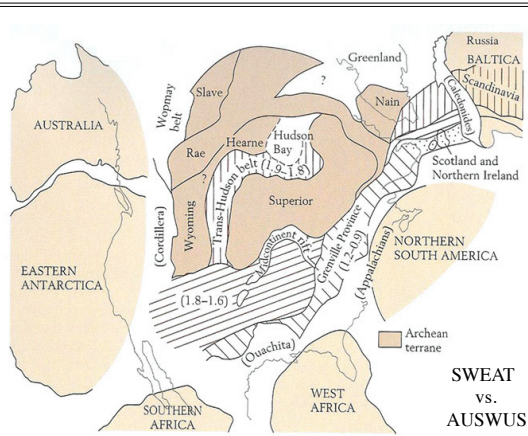 Russia
BALTICA
Greenland
Scandinavia
Caledonides)
?
Slave
Nain
Wopmay
belt
AUSTRALIA
Hearne
Hudson
Bay
Rae
Scotland and
Northern Ireland
?
Trans-Hudson belt (1.9–1.8)
Superior
Wyoming
(Cordillera)
Midcontinent rift
Grenville Province
(1.2–0.9)
(Appalachians)
NORTHERN
SOUTH AMERICA
EASTERN
ANTARCTICA
(1.8–1.6)
(Ouachita)
Archean
terrane
WEST
AFRICA
SOUTHERN
AFRICA
SWEAT
vs.
AUSWUS